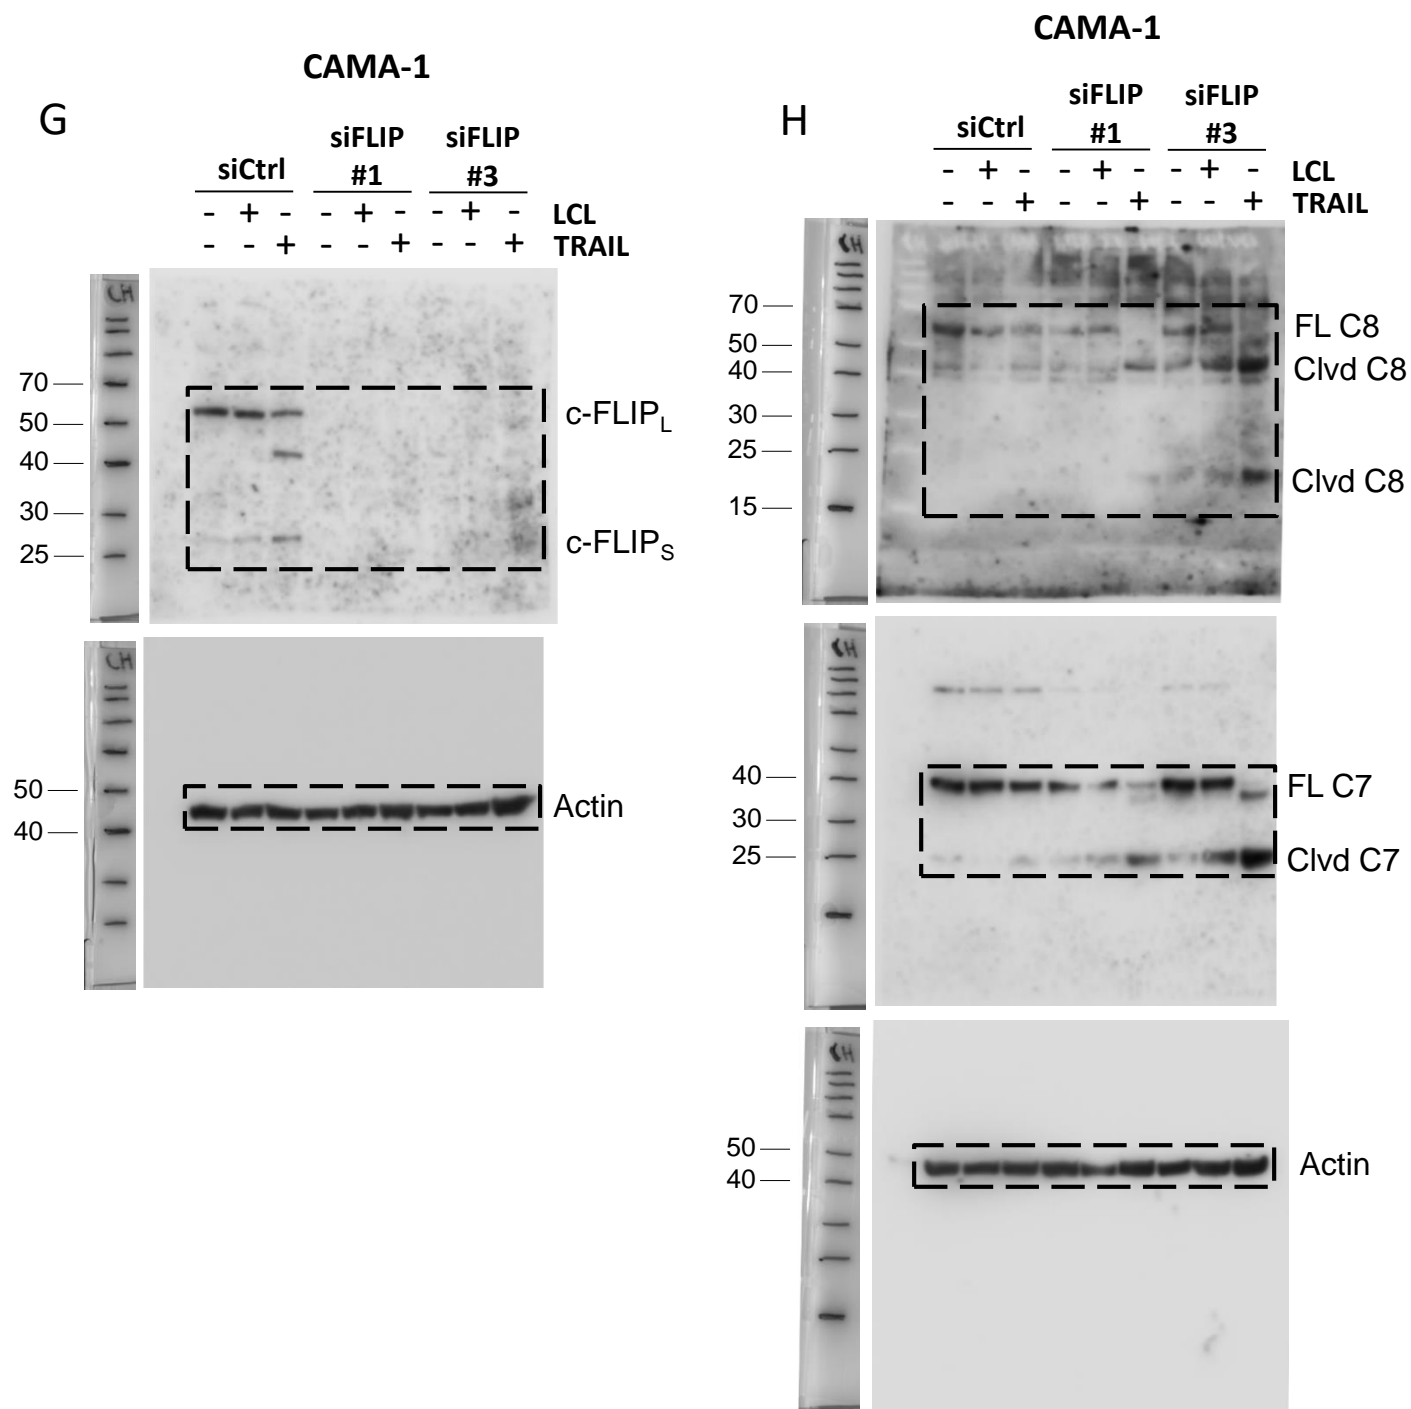 CAMA-1
G
siCtrl
siFLIP
#1
siFLIP
#3
- + - - + - - + - LCL
- - + - - + - - + TRAIL
CH
70
50
40
30
25
c-FLIPL
c-FLIPS
CH
50
40
Actin
CAMA-1
H
siCtrl
siFLIP
#1
siFLIP
#3
- + - - + - - + - LCL
- - + - - + - - + TRAIL
CH
70
50
40
30
25
15
FL C8
Clvd C8
Clvd C8
CH
40
30
25
FL C7
Clvd C7
CH
50
40
Actin